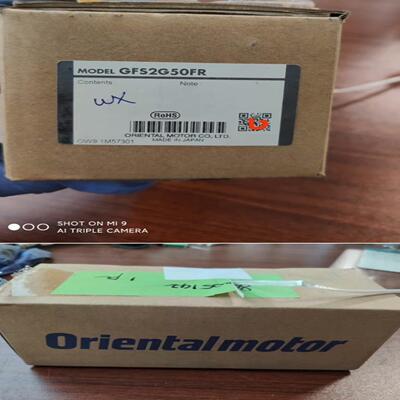 MODEL GFS2G50FR
Contents
Note
wx
RoHS
ORIENTAL MOTOR CO., LTD.
MADE IN JAPAN
SHOT ON MI 9
AI TRIPLE CAMERA
Orientalmotor